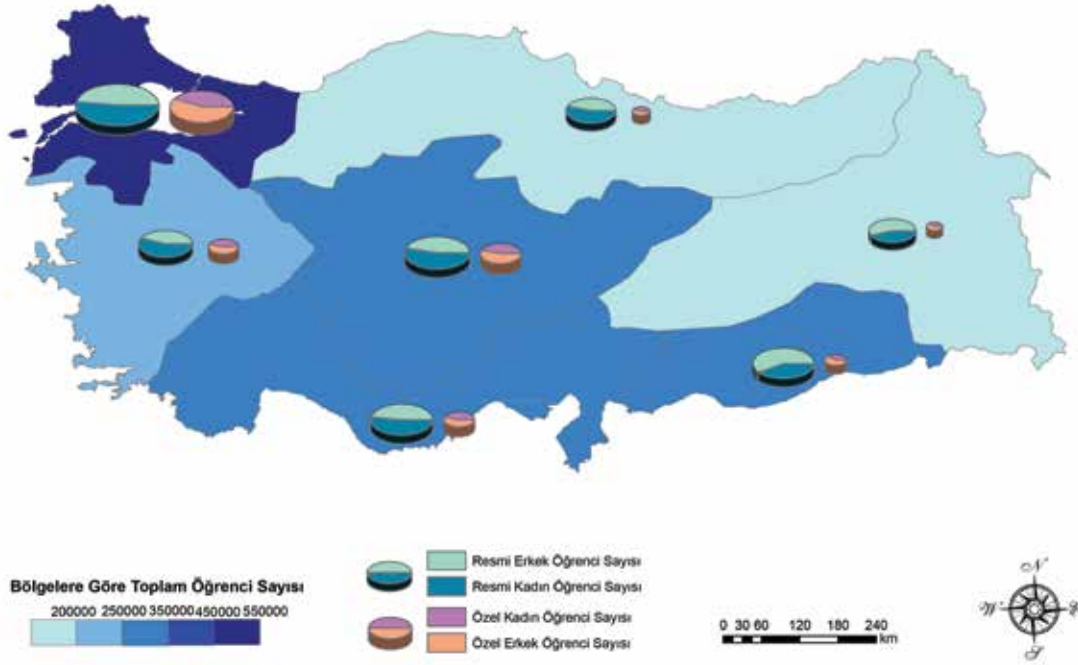 Bölgelere Göre Toplam Öğrenci Sayısı
200000 250000 350000 450000 550000
Resmi Erkek Öğrenci Sayısı
Resmi Kadın Öğrenci Sayısı
Özel Kadın Öğrenci Sayısı
Özel Erkek Öğrenci Sayısı
0 30 60 120 180 240
km
N
W
S